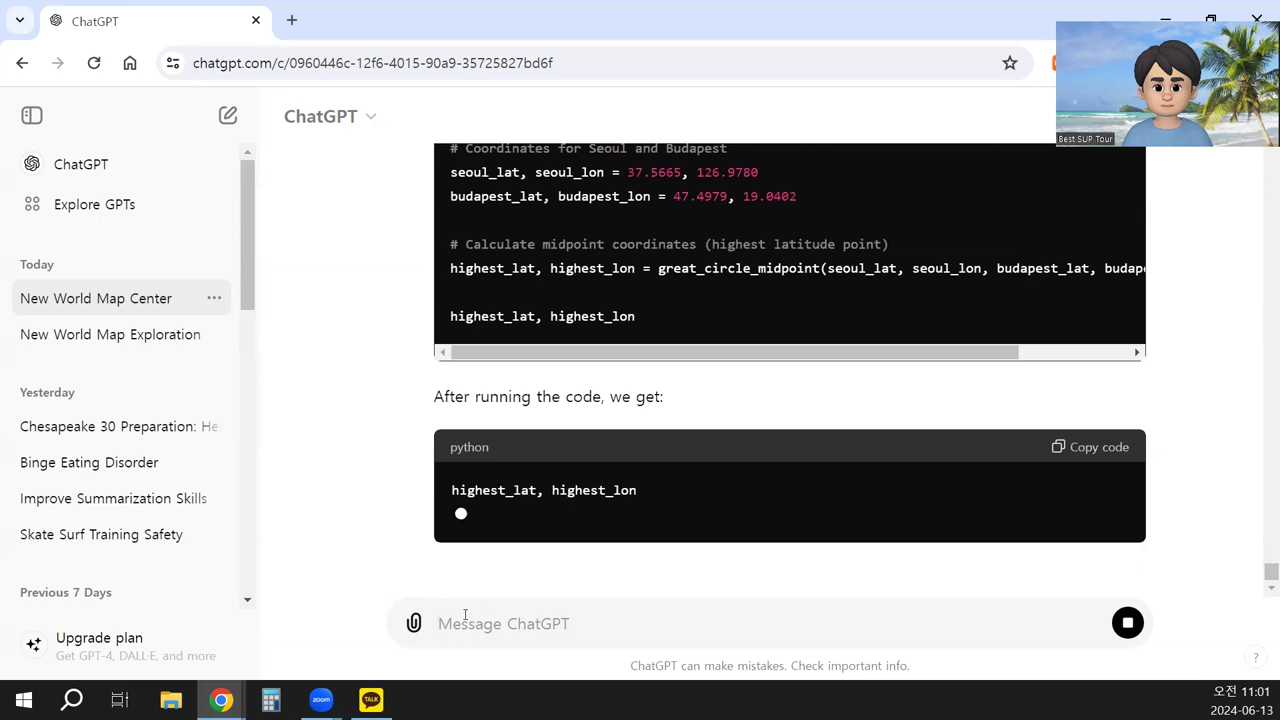 ChatGPT
chatgpt.com/c/0960446c-12f6-4015-90a9-35725827bd6f
Best SUP Tour
ChatGPT
ChatGPT
Explore GPTs
Today
New World Map Center
New World Map Exploration
Yesterday
Chesapeake 30 Preparation: He
Binge Eating Disorder
Improve Summarization Skills
Skate Surf Training Safety
Previous 7 Days
Upgrade plan
Get GPT-4, DALL·E, and more
# Coordinates for Seoul and Budapest
seoul_lat, seoul_lon = 37.5665, 126.9780
budapest_lat, budapest_lon = 47.4979, 19.0402
# Calculate midpoint coordinates (highest latitude point)
highest_lat, highest_lon = great_circle_midpoint(seoul_lat, seoul_lon, budapest_lat, budape
highest_lat, highest_lon
After running the code, we get:
python
Copy code
highest_lat, highest_lon
Message ChatGPT
ChatGPT can make mistakes. Check important info.
?
zoom
TALK
오전 11:01
2024-06-13